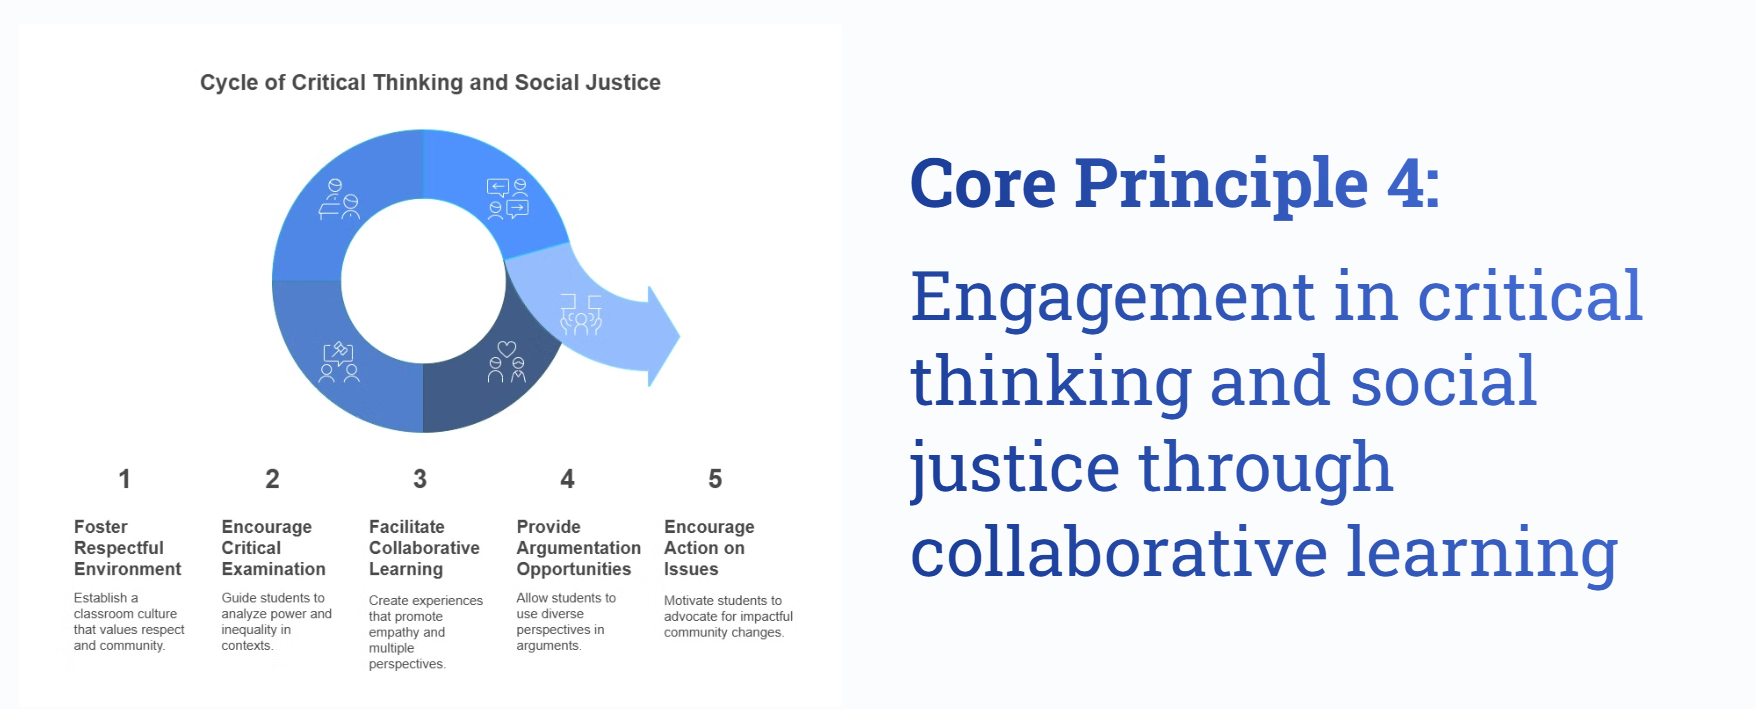 Cycle of Critical Thinking and Social Justice
1
Foster
Respectful
Environment
Establish a
classroom culture
that values respect
and community.
2
Encourage
Critical
Examination
Guide students to
analyze power and
inequality in
contexts.
3
Facilitate
Collaborative
Learning
Create experiences
that promote
empathy and
multiple
perspectives.
4
Provide
Argumentation
Opportunities
Allow students to
use diverse
perspectives in
arguments.
5
Encourage
Action on
Issues
Motivate students to
advocate for impactful
community changes.
Core Principle 4:
Engagement in critical
thinking and social
justice through
collaborative learning